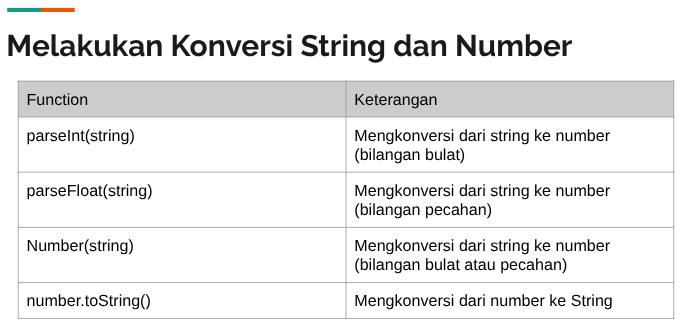 Melakukan Konversi String dan Number
Function
Keterangan
parseInt(string)
Mengkonversi dari string ke number
(bilangan bulat)
parseFloat(string)
Mengkonversi dari string ke number
(bilangan pecahan)
Number(string)
Mengkonversi dari string ke number
(bilangan bulat atau pecahan)
number.toString()
Mengkonversi dari number ke String